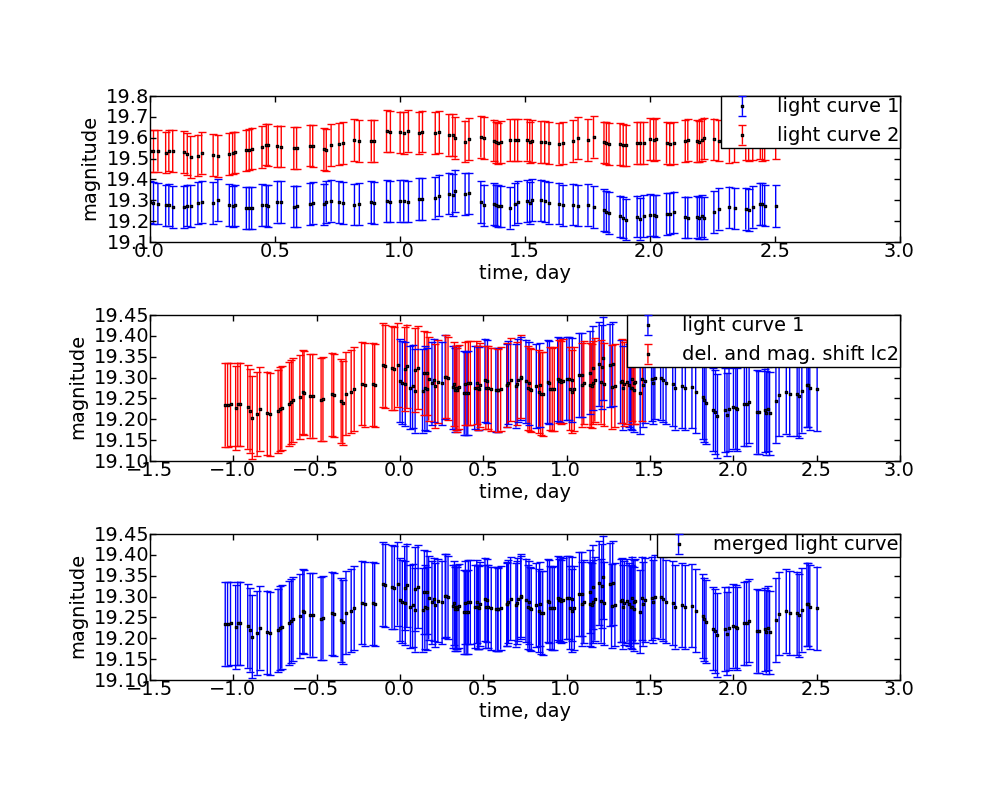 19.8
19.7
19.6
19.5
19.4
19.3
19.2
19.1
magnitude
light curve 1
light curve 2
0.0 0.5 1.0 1.5 2.0 2.5 3.0
time, day
19.45
19.40
19.35
19.30
19.25
19.20
19.15
19.10
magnitude
light curve 1
del. and mag. shift lc2
−1.5 −1.0 −0.5 0.0 0.5 1.0 1.5 2.0 2.5 3.0
time, day
19.45
19.40
19.35
19.30
19.25
19.20
19.15
19.10
magnitude
merged light curve
−1.5 −1.0 −0.5 0.0 0.5 1.0 1.5 2.0 2.5 3.0
time, day